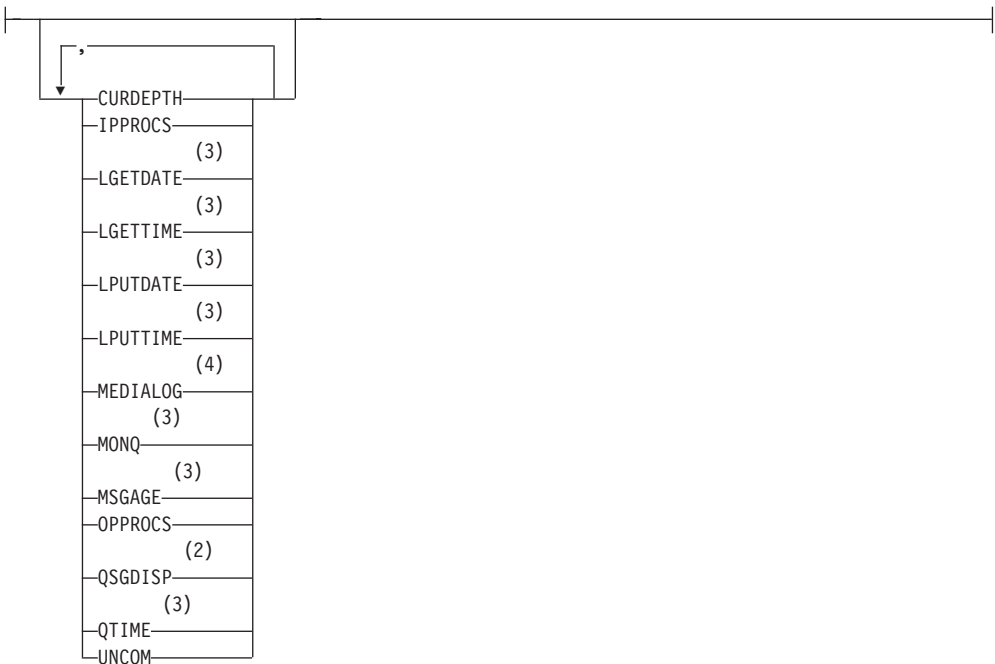 ,
CURDEPTH
IPPROCS
(3)
LGETDATE
(3)
LGETTIME
(3)
LPUTDATE
(3)
LPUTTIME
(4)
MEDIALOG
(3)
MONQ
(3)
MSGAGE
OPPROCS
(2)
QSGDISP
(3)
QTIME
UNCOM